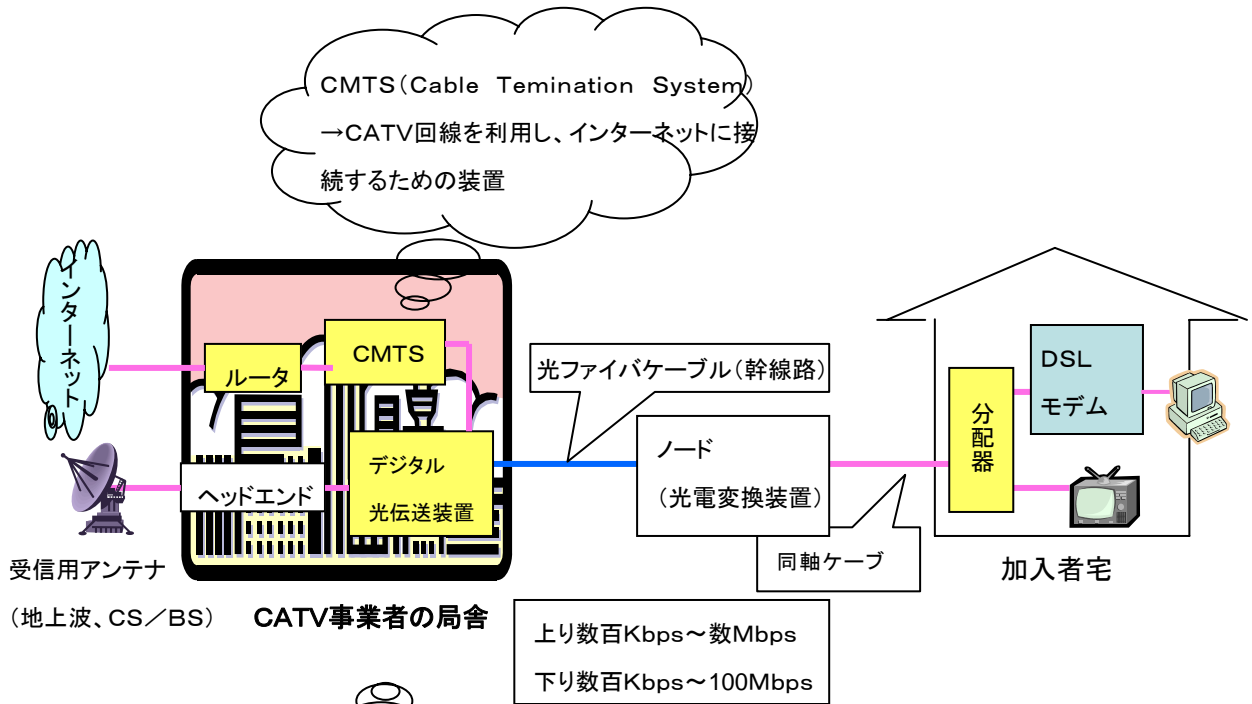 CMTS(Cable Temination System)
→CATV回線を利用し、インターネットに接
続するための装置
インターネット
ルータ
CMTS
ヘッドエンド
デジタル
光伝送装置
光ファイバケーブル(幹線路)
ノード
(光電変換装置)
同軸ケーブ
分配器
DSL
モデム
加入者宅
受信用アンテナ
(地上波、CS/BS)
CATV事業者の局舎
上り数百Kbps~数Mbps
下り数百Kbps~100Mbps